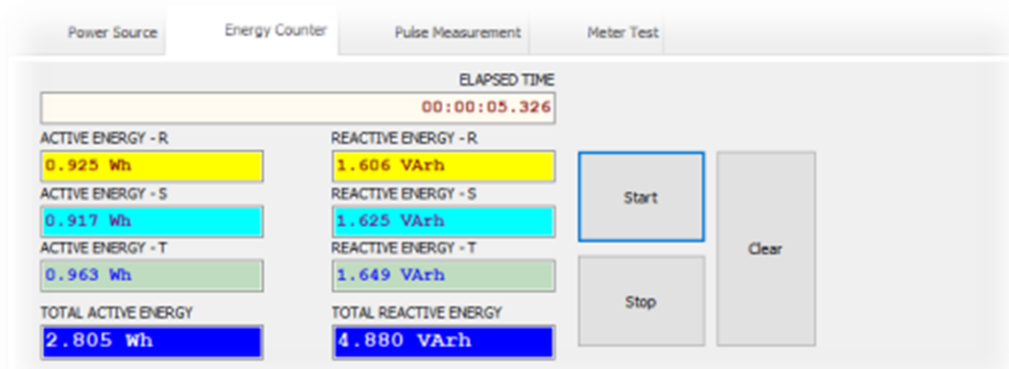 Power Source Energy Counter Pulse Measurement Meter Test
ELAPSED TIME
00:00:05.326
ACTIVE ENERGY - R REACTIVE ENERGY - R
0.925 Wh 1.606 VArh
ACTIVE ENERGY - S REACTIVE ENERGY - S
Start
0.917 Wh 1.625 VArh
ACTIVE ENERGY - T REACTIVE ENERGY - T
Clear
0.963 Wh 1.649 VArh
Stop
TOTAL ACTIVE ENERGY TOTAL REACTIVE ENERGY
2.805 Wh 4.880 VArh